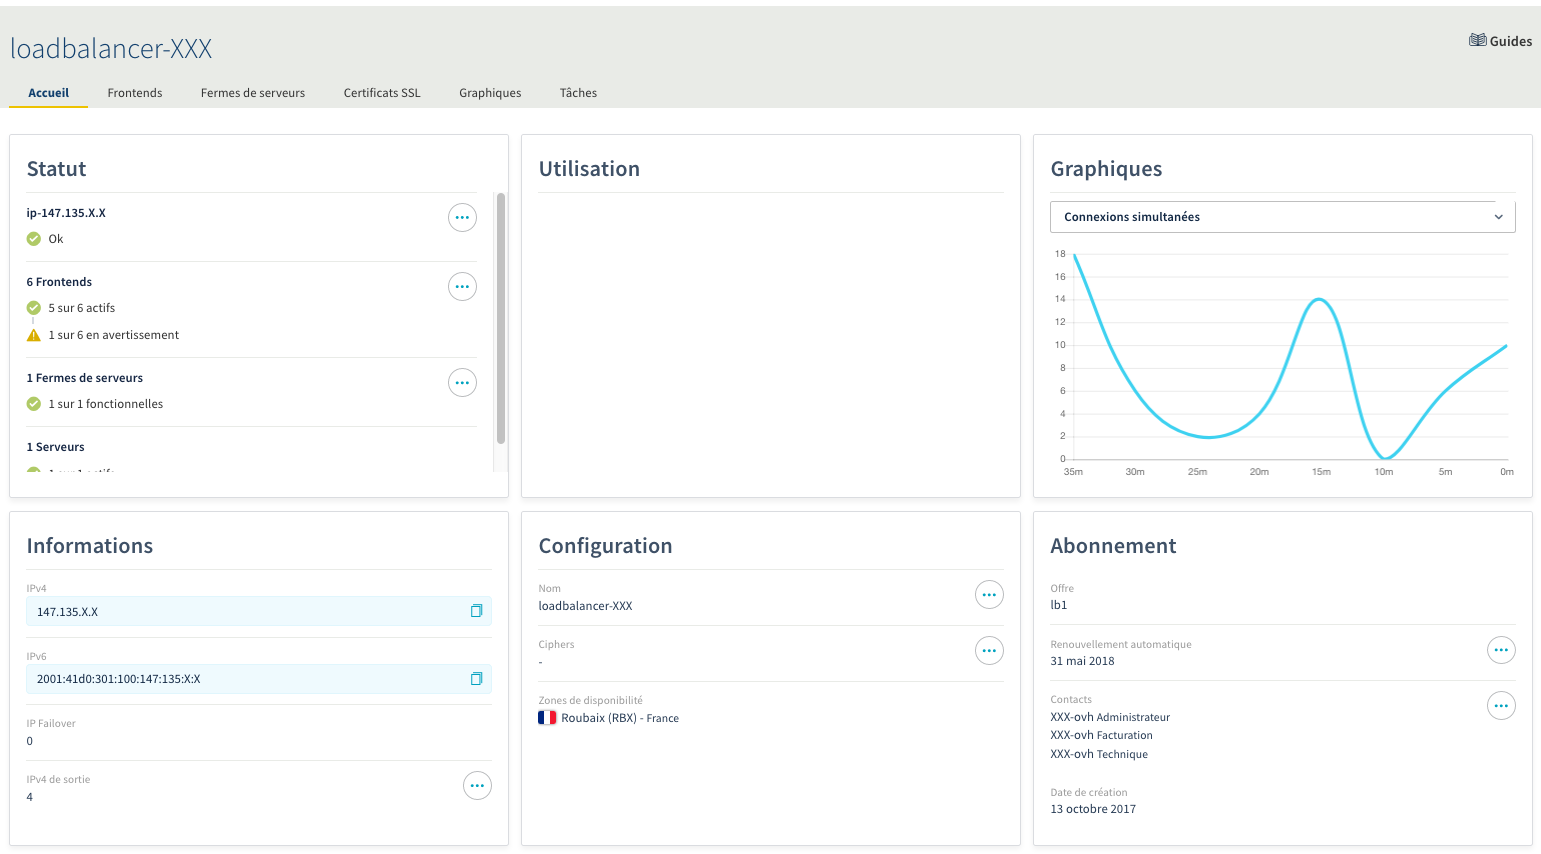 loadbalancer-XXX
Guides
Accueil
Frontends
Fermes de serveurs
Certificats SSL
Graphiques
Tâches
Statut
ip-147.135.X.X
Ok
6 Frontends
5 sur 6 actifs
1 sur 6 en avertissement
1 Fermes de serveurs
1 sur 1 fonctionnelles
1 Serveurs
Utilisation
Graphiques
Connexions simultanées
18
16
14
12
10
8
6
4
2
0
35m
30m
25m
20m
15m
10m
5m
0m
Informations
IPv4
147.135.X.X
IPv6
2001:41d0:301:100:147:135:X:X
IP Failover
0
IPv4 de sortie
4
Configuration
Nom
loadbalancer-XXX
Ciphers
-
Zones de disponibilité
Roubaix (RBX) - France
Abonnement
Offre
lb1
Renouvellement automatique
31 mai 2018
Contacts
XXX-ovh Administrateur
XXX-ovh Facturation
XXX-ovh Technique
Date de création
13 octobre 2017